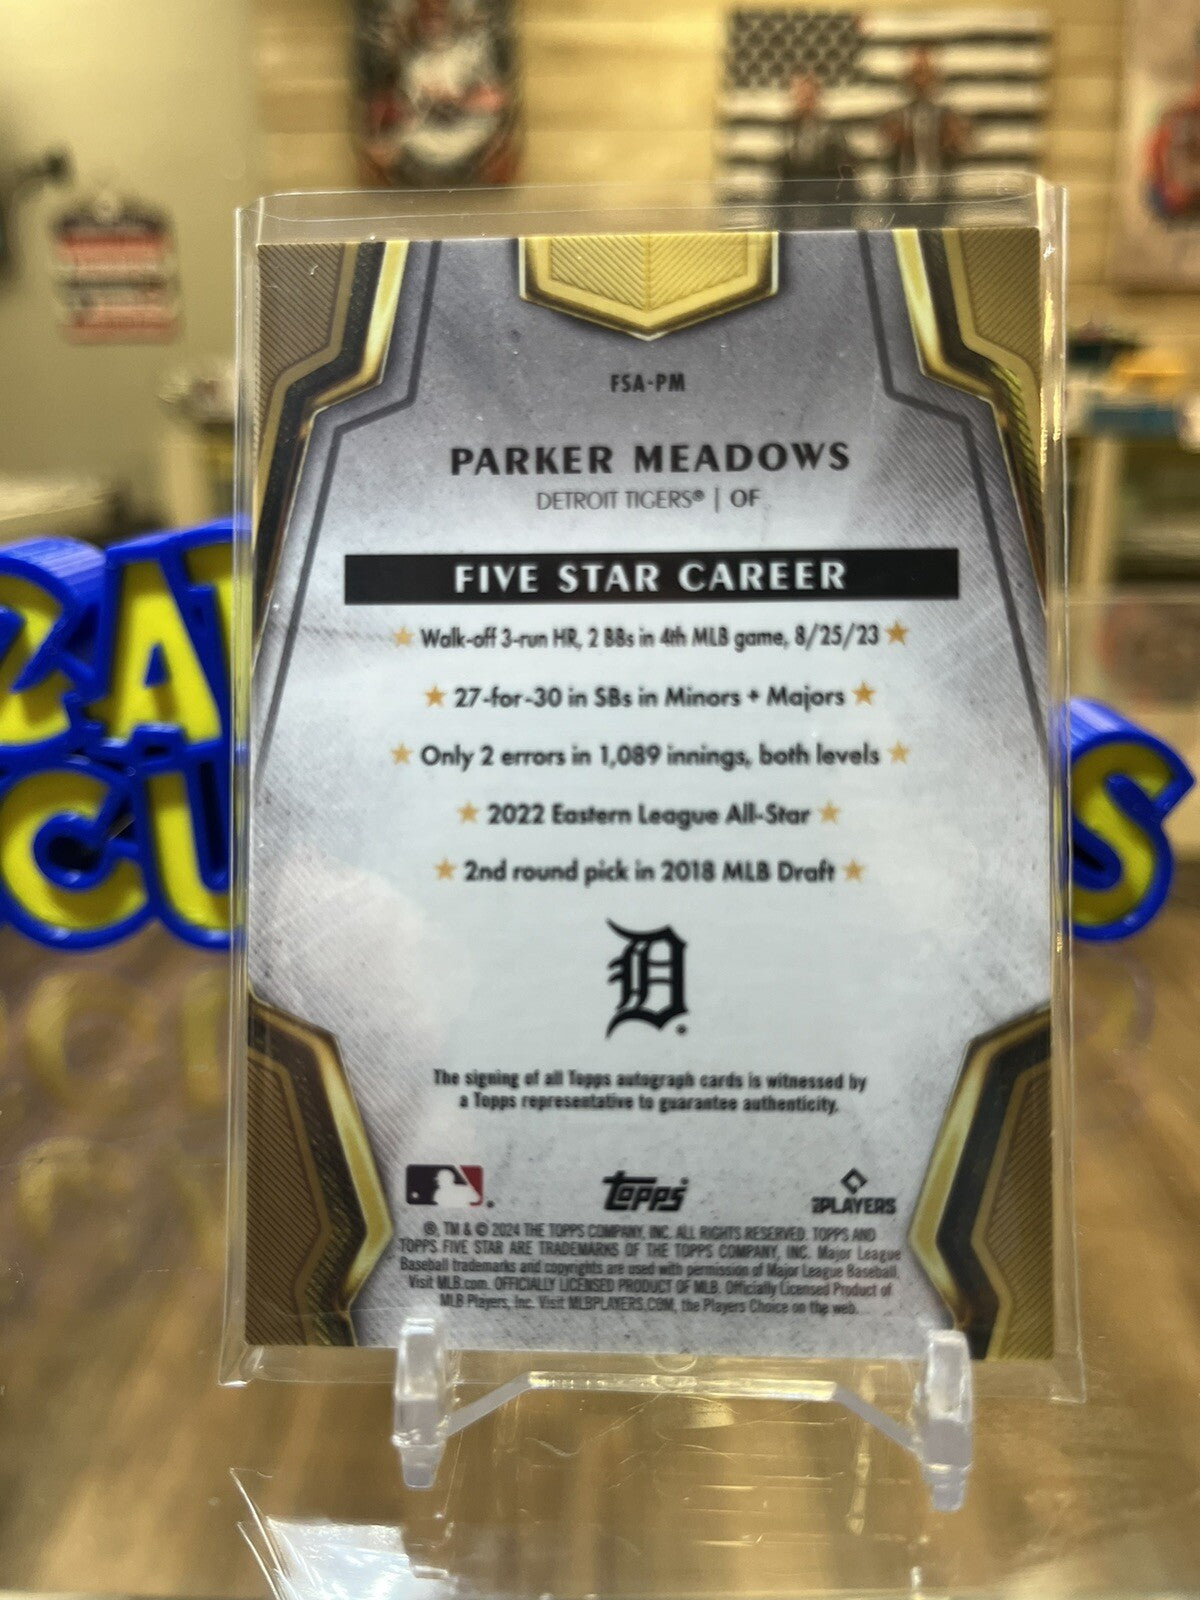 FSA-PM
PARKER MEADOWS
DETROIT TIGERS® | OF
FIVE STAR CAREER
★ Walk-off 3-run HR, 2 BBs in 4th MLB game, 8/25/23 ★
★ 27-for-30 in SBs in Minors + Majors ★
★ Only 2 errors in 1,089 innings, both levels ★
★ 2022 Eastern League All-Star ★
★ 2nd round pick in 2018 MLB Draft ★
D
The signing of all Topps autograph cards is witnessed by
a Topps representative to guarantee authenticity.
Topps
PLAYERS
®, TM & © 2024 THE TOPPS COMPANY, INC. ALL RIGHTS RESERVED. TOPPS AND
TOPPS FIVE STAR ARE TRADEMARKS OF THE TOPPS COMPANY, INC. Major League
Baseball trademarks and copyrights are used with permission of Major League Baseball.
Visit MLB.com. OFFICIALLY LICENSED PRODUCT OF MLB. Officially Licensed Product of
MLB Players, Inc. Visit MLBPLAYERS.COM, the Players Choice on the web.
CA
CU
S